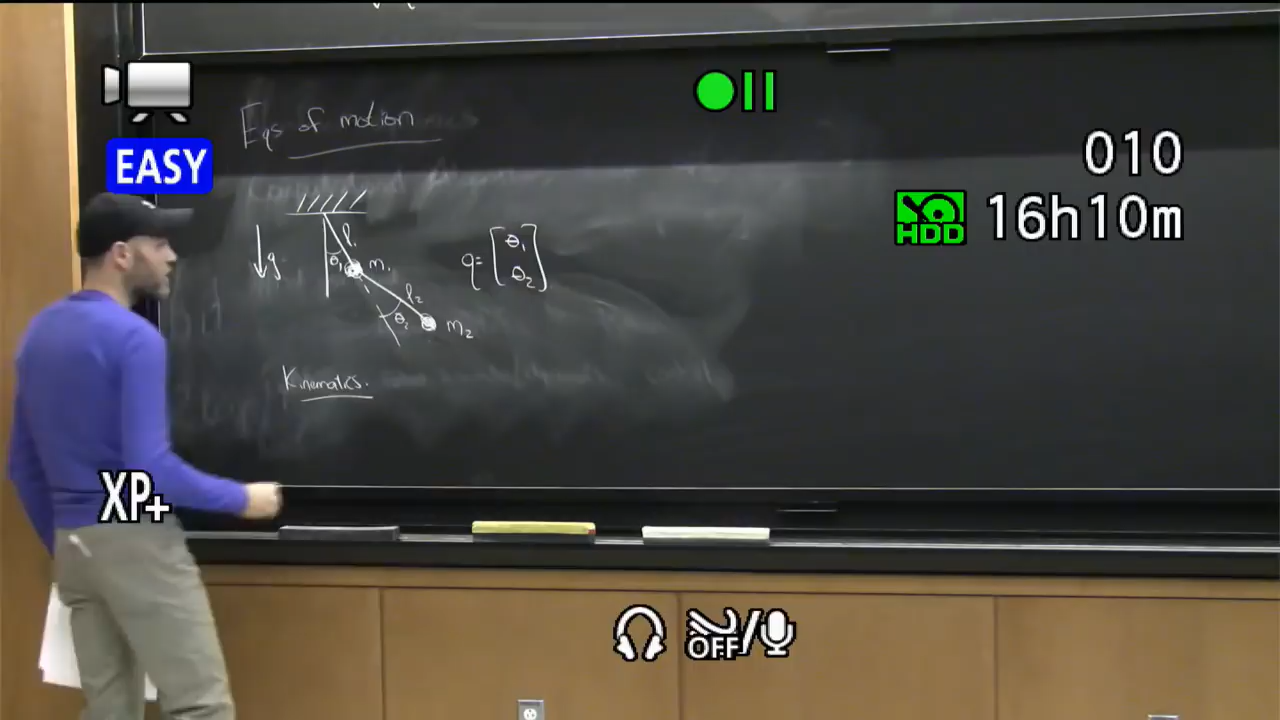 Eqs of motion
EASY
010
HDD 16h10m
g
l₁
θ₁
m₁
l₂
θ₂
m₂
q = [θ₁
θ₂]
Kinematics.
XP+
OFF/